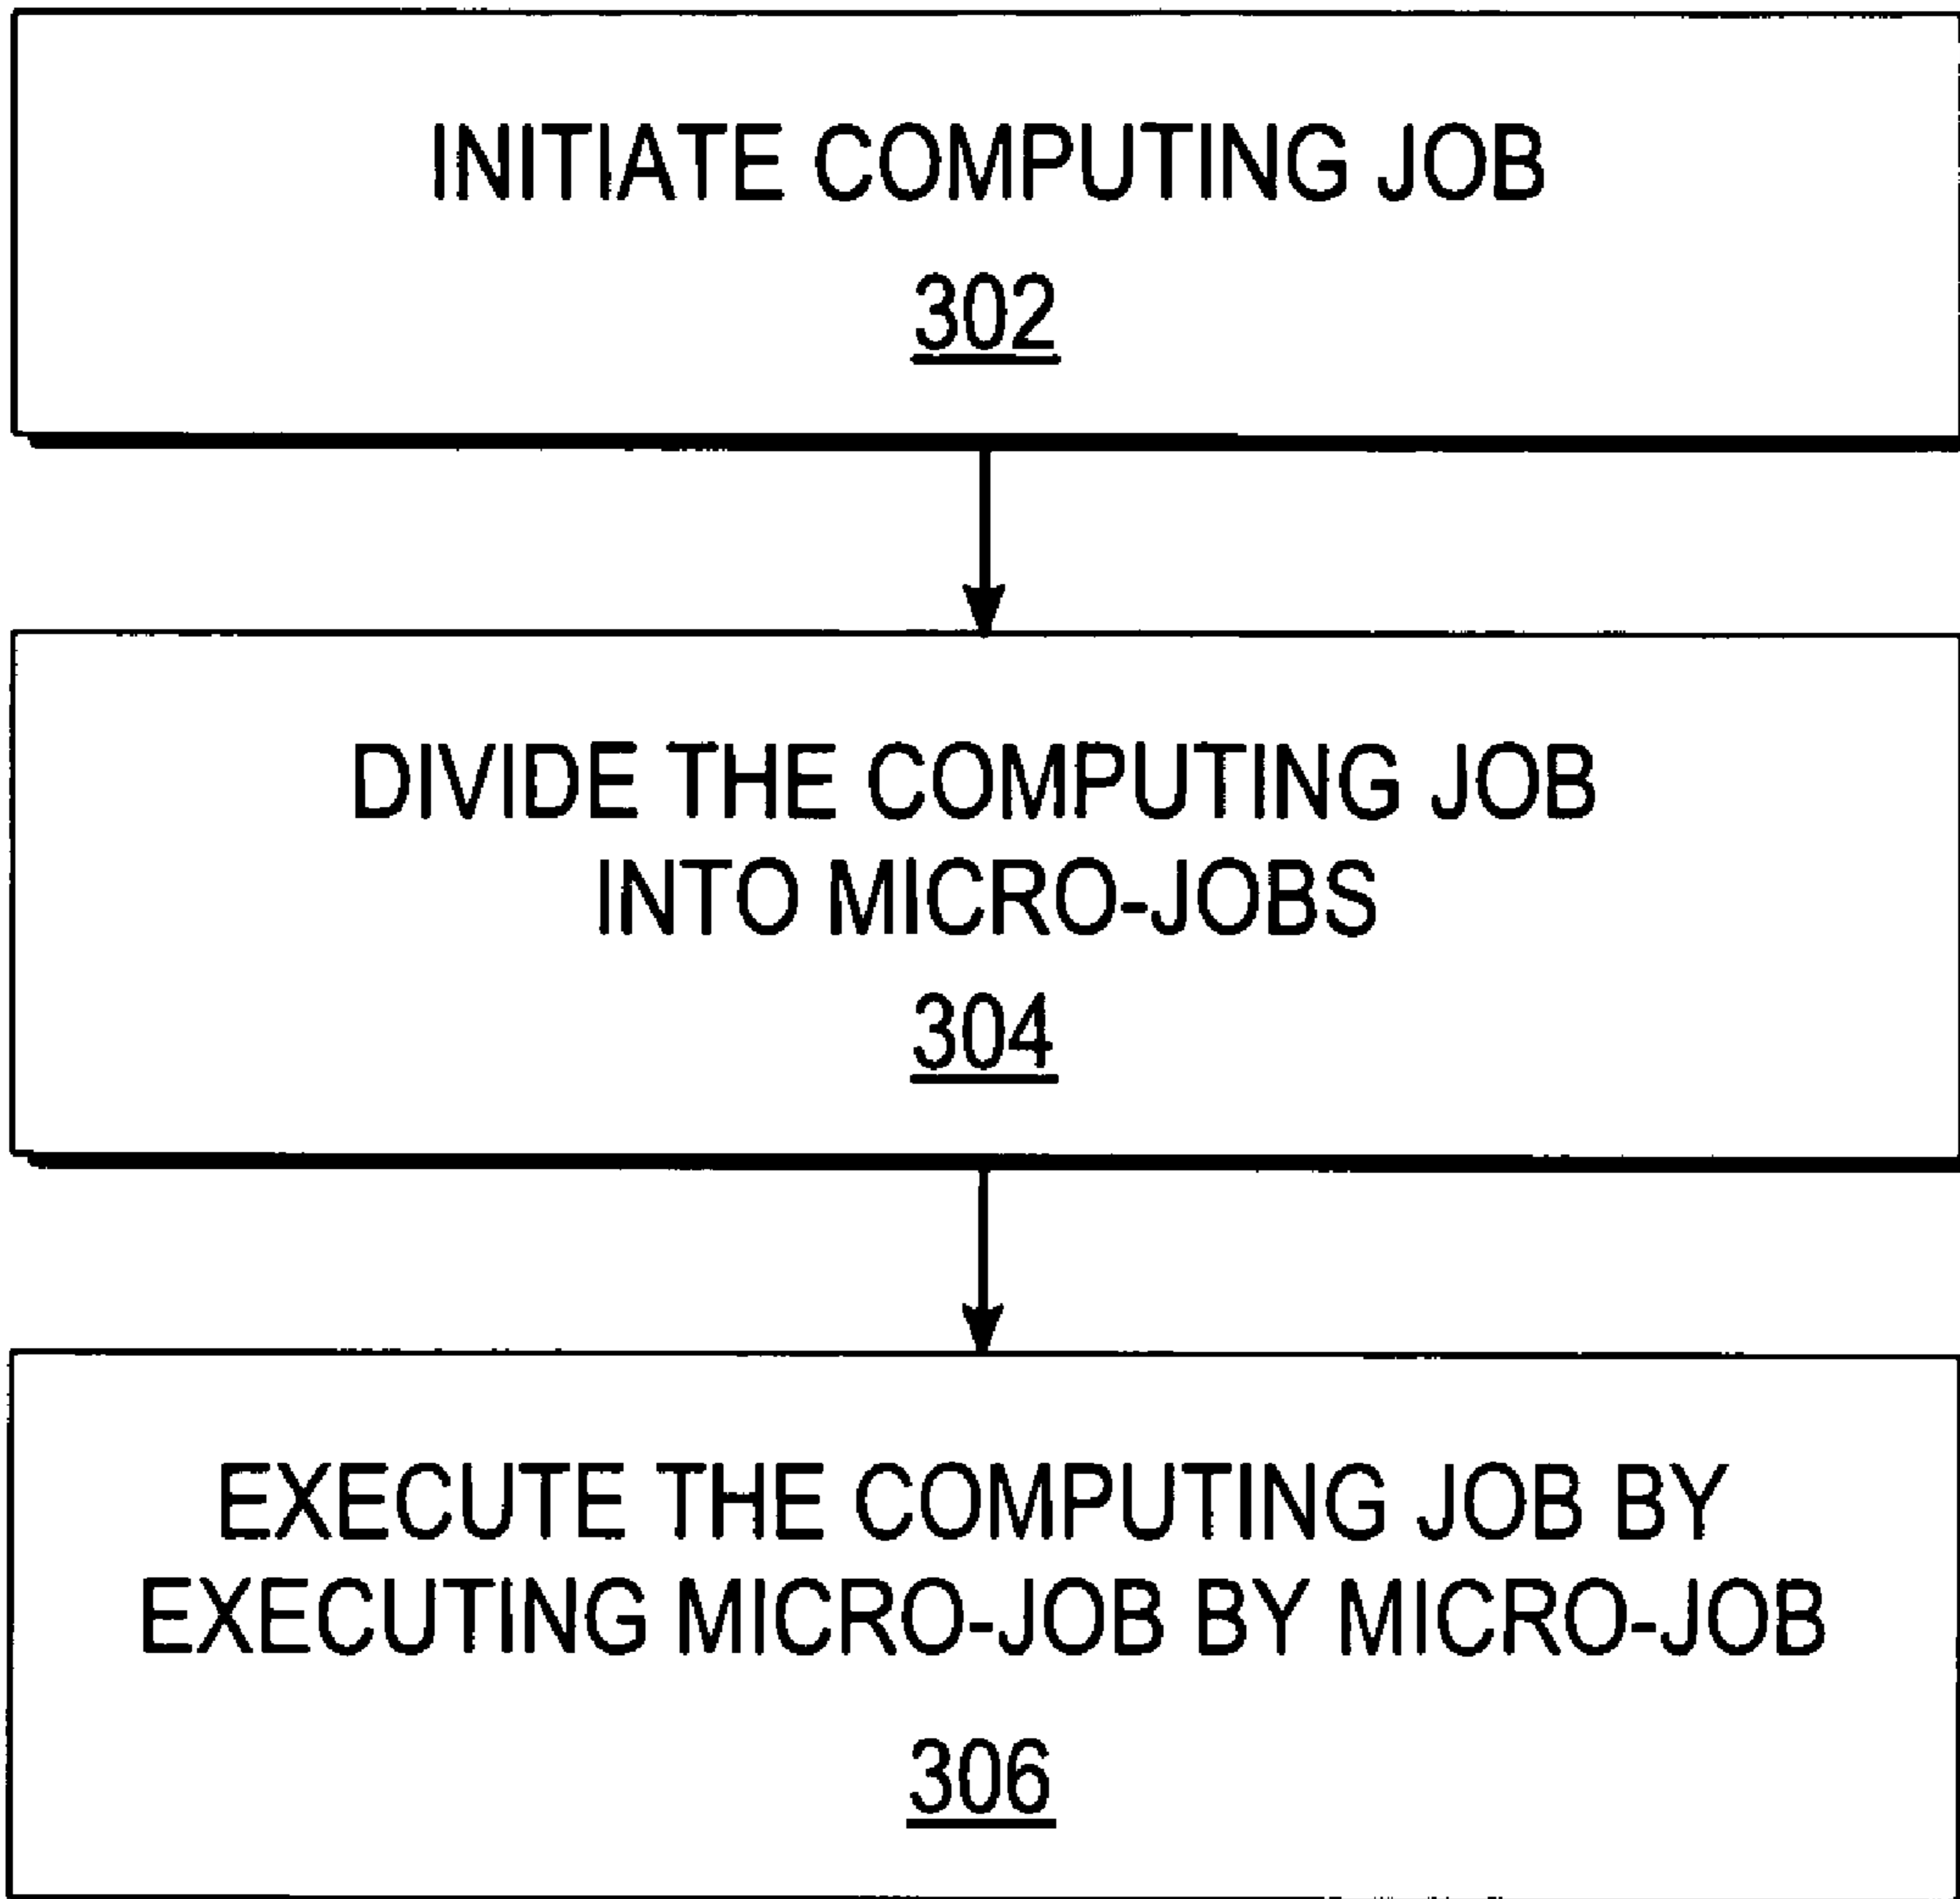 INITIATE COMPUTING JOB
302
DIVIDE THE COMPUTING JOB
INTO MICRO-JOBS
304
EXECUTE THE COMPUTING JOB BY
EXECUTING MICRO-JOB BY MICRO-JOB
306